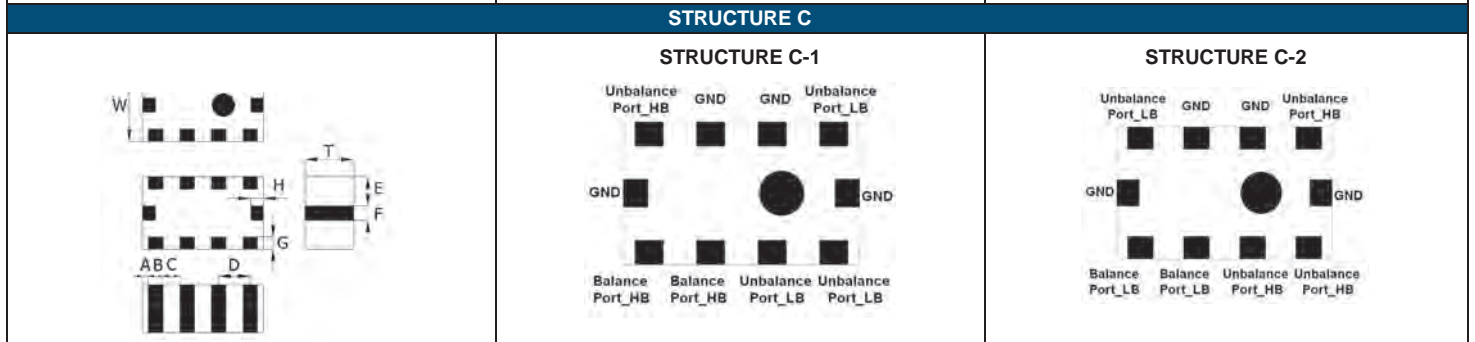 STRUCTURE C
W
T
E
F
H
G
A B C
D
STRUCTURE C-1
Unbalance GND GND Unbalance
Port_HB Port_LB
GND GND
Balance Balance Unbalance Unbalance
Port_HB Port_HB Port_LB Port_LB
STRUCTURE C-2
Unbalance GND GND Unbalance
Port_LB Port_HB
GND GND
Balance Balance Unbalance Unbalance
Port_LB Port_LB Port_HB Port_HB